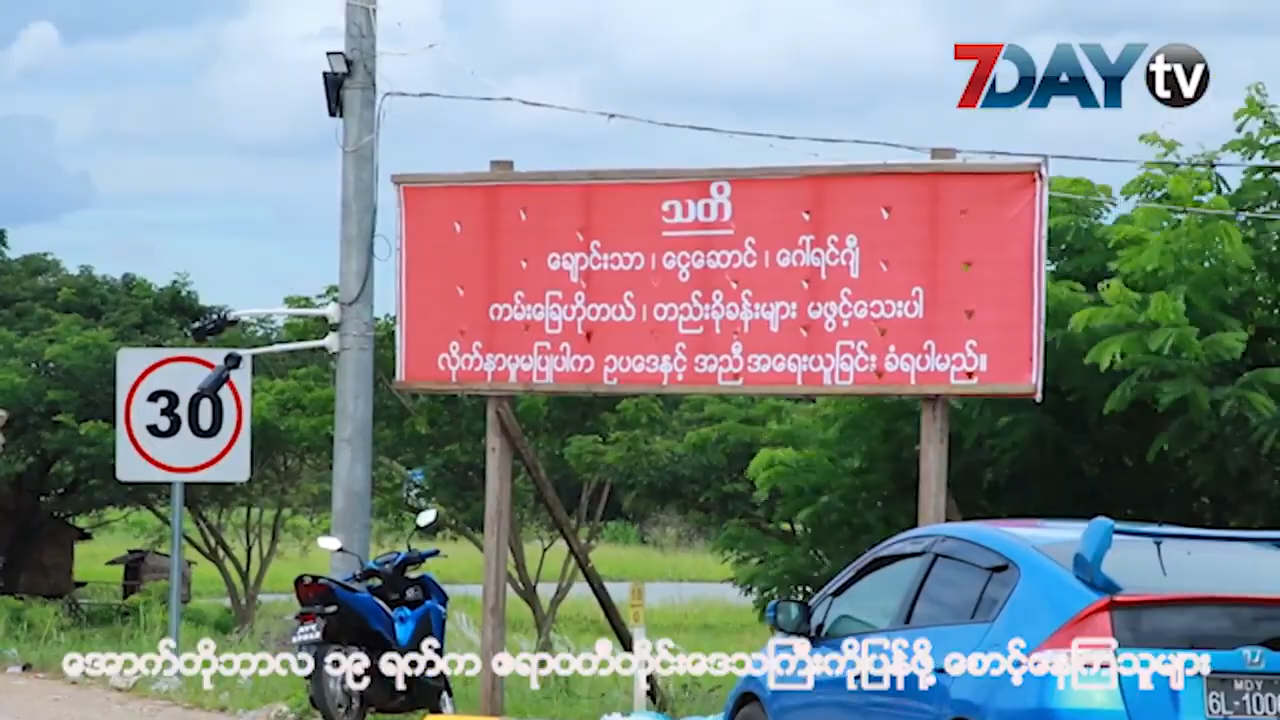 7DAY tv
သတိ
ချောင်းသာ ၊ ငွေဆောင် ၊ ဂေါ်ရင်ဂျီ
ကမ်းခြေဟိုတယ် ၊ တည်းခိုခန်းများ မဖွင့်သေးပါ
လိုက်နာမှုမပြုပါက ဥပဒေနှင့် အညီ အရေးယူခြင်း ခံရပါမည်။
30
အောက်တိုဘာလ ၁၉ ရက်က ဧရာဝတီတိုင်းဒေသကြီးကိုပြန်ဖို့ စောင့်နေကြသူများ
MDY